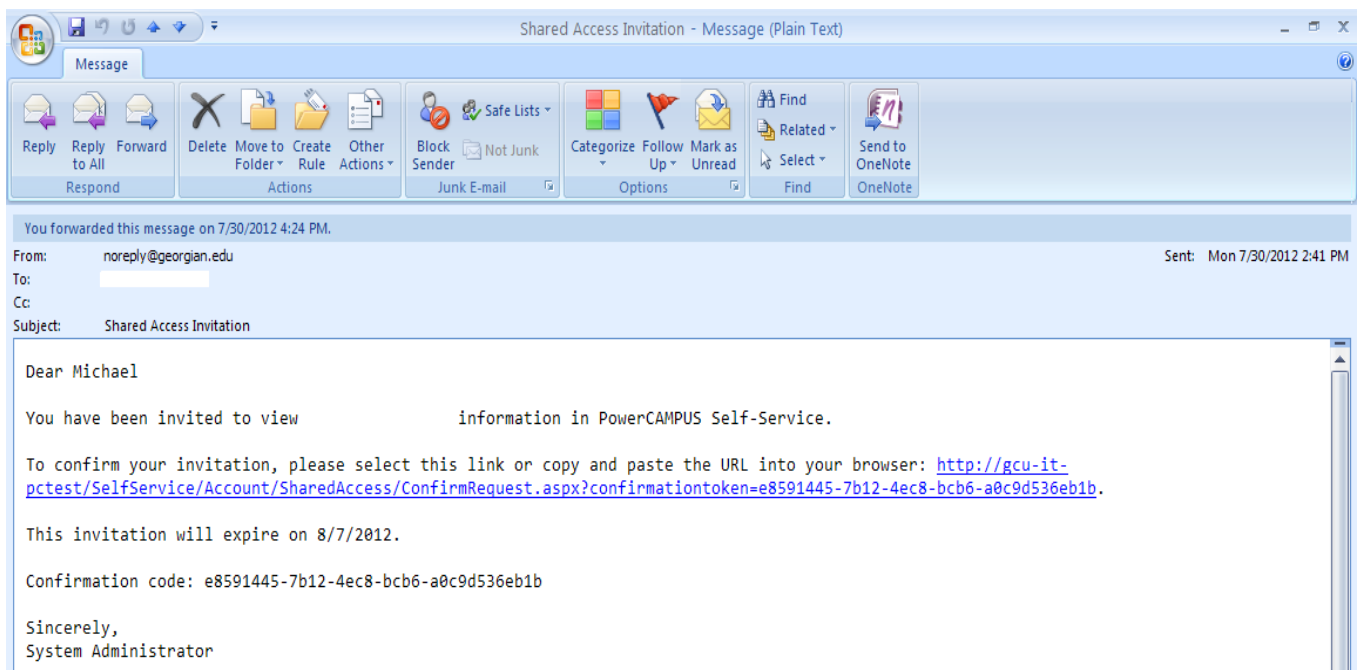 Shared Access Invitation - Message (Plain Text)
Message
Reply Reply to All Forward
Respond
Delete Move to Folder Create Rule Other Actions
Actions
Block Sender Safe Lists Not Junk
Junk E-mail
Categorize Follow Up Mark as Unread
Options
Find Related Select
Find
Send to OneNote
OneNote
You forwarded this message on 7/30/2012 4:24 PM.
From: noreply@georgian.edu Sent: Mon 7/30/2012 2:41 PM
To:
Cc:
Subject: Shared Access Invitation
Dear Michael
You have been invited to view information in PowerCAMPUS Self-Service.
To confirm your invitation, please select this link or copy and paste the URL into your browser: http://gcu-it-
pctest/SelfService/Account/SharedAccess/ConfirmRequest.aspx?confirmationtoken=e8591445-7b12-4ec8-bcb6-a0c9d536eb1b.
This invitation will expire on 8/7/2012.
Confirmation code: e8591445-7b12-4ec8-bcb6-a0c9d536eb1b
Sincerely,
System Administrator